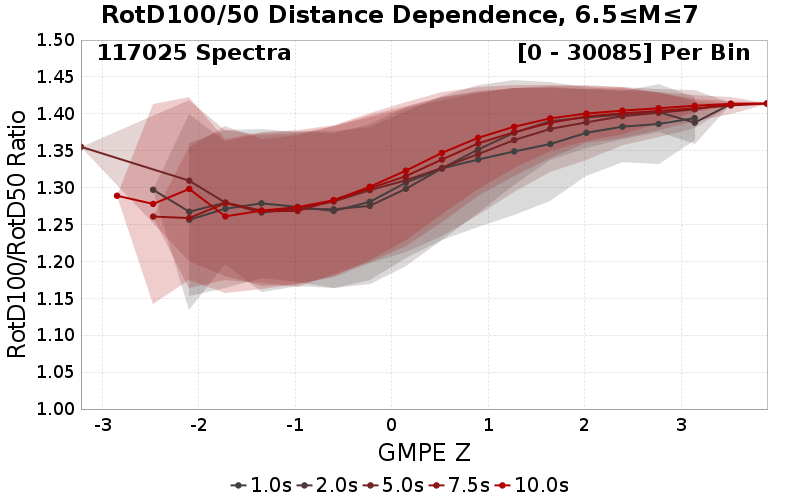 RotD100/50 Distance Dependence, 6.5≤M≤7
117025 Spectra
[0 - 30085] Per Bin
RotD100/RotD50 Ratio
1.50
1.45
1.40
1.35
1.30
1.25
1.20
1.15
1.10
1.05
1.00
-3 -2 -1 0 1 2 3
GMPE Z
1.0s 2.0s 5.0s 7.5s 10.0s